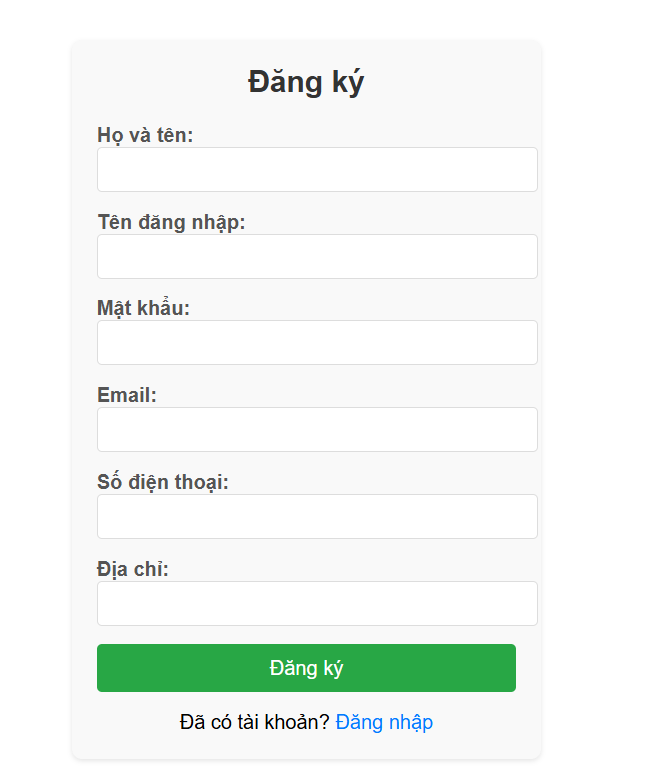 Đăng ký
Họ và tên:
Tên đăng nhập:
Mật khẩu:
Email:
Số điện thoại:
Địa chỉ:
Đăng ký
Đã có tài khoản? Đăng nhập